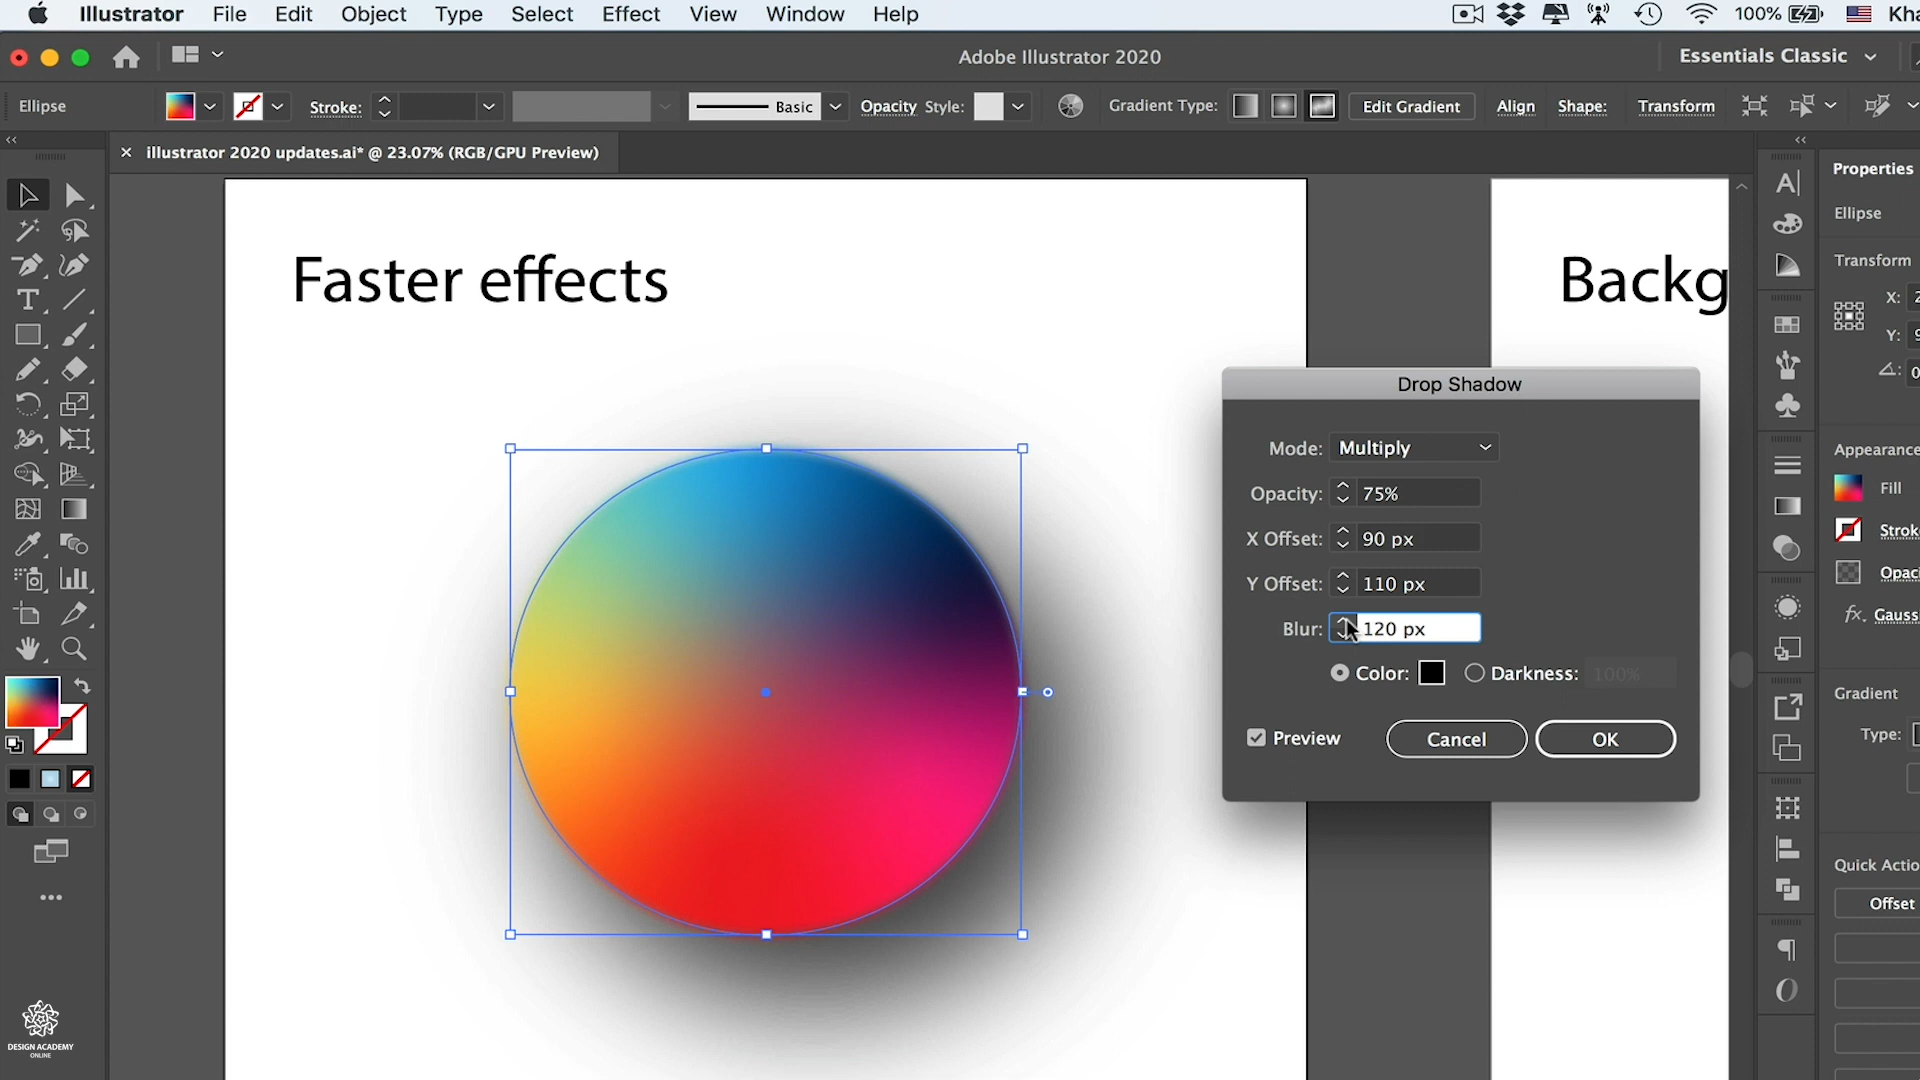 Illustrator File Edit Object Type Select Effect View Window Help
100%
Adobe Illustrator 2020
Essentials Classic
Ellipse
Stroke:
Basic
Opacity Style:
Gradient Type:
Edit Gradient
Align
Shape:
Transform
illustrator 2020 updates.ai* @ 23.07% (RGB/GPU Preview)
Properties
Ellipse
Transform
X:
Y:
Faster effects
Backg
Drop Shadow
Mode: Multiply
Opacity: 75%
X Offset: 90 px
Y Offset: 110 px
Blur: 120 px
Color: Darkness: 100%
Preview
Cancel
OK
Appearance
Fill
Strok
Opaci
fx. Gauss
Gradient
Type:
Quick Actio
Offset
DESIGN ACADEMY
ONLINE